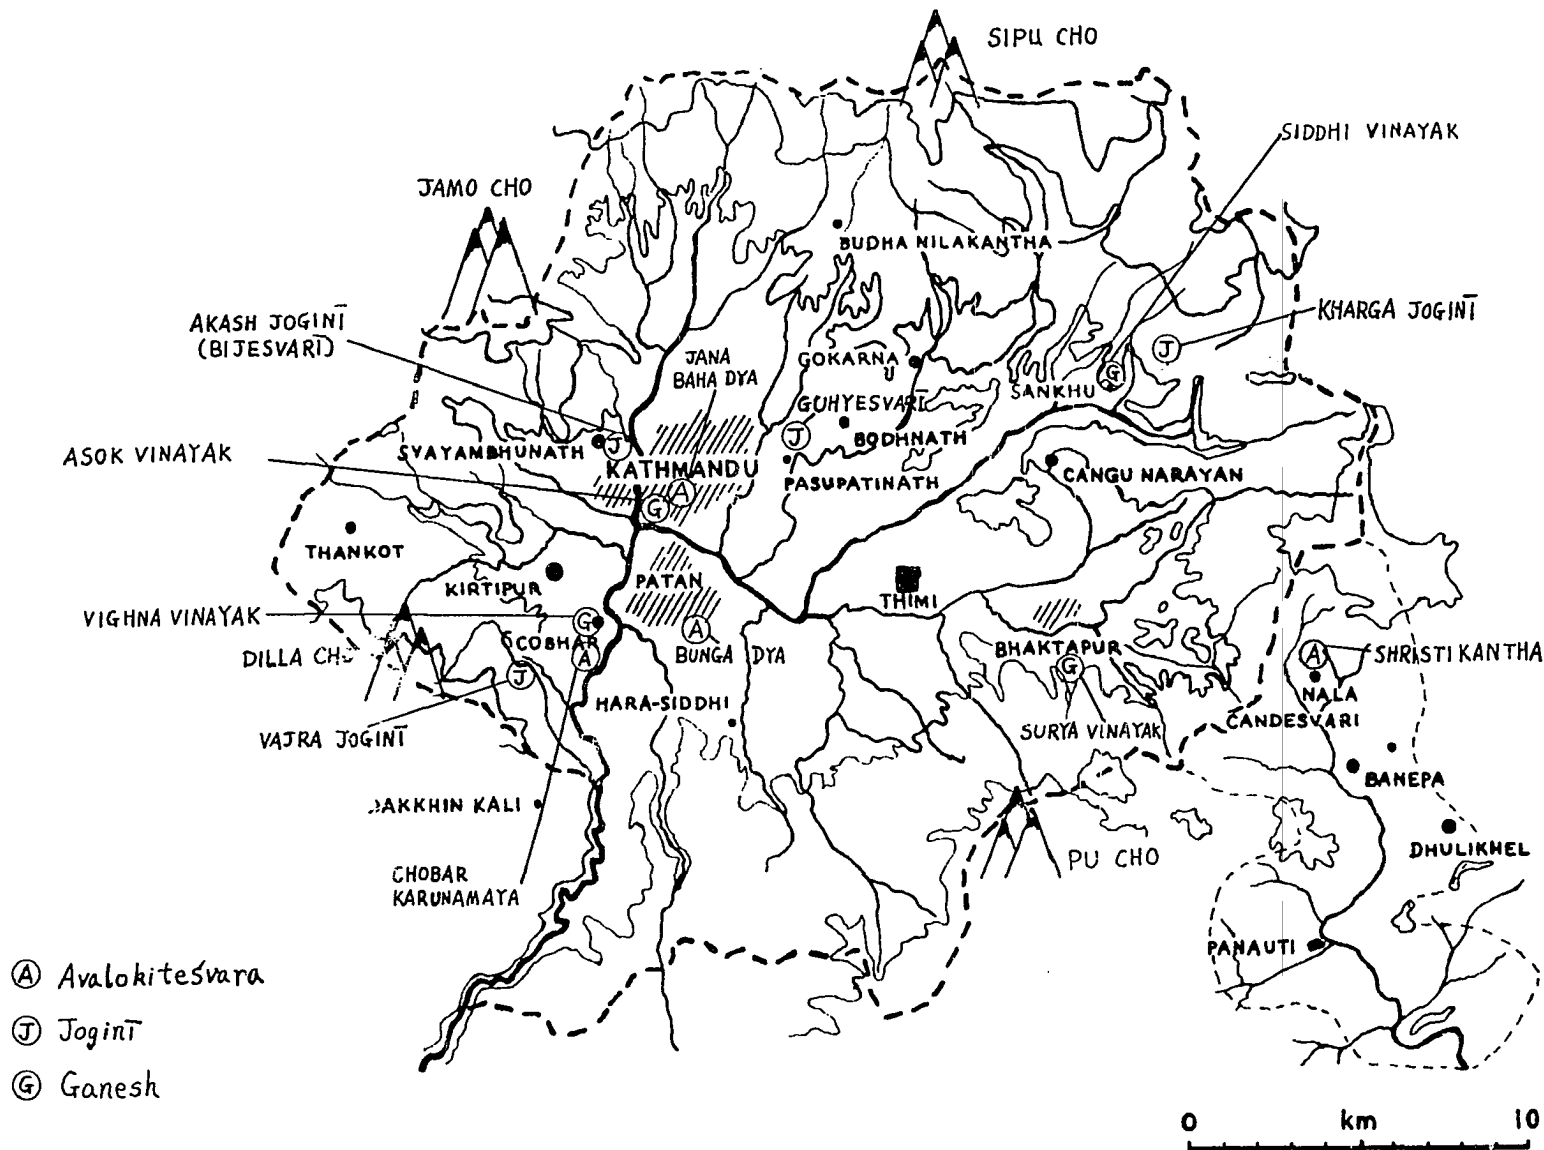 SIPU CHO
SIDDHI VINAYAK
JAMO CHO
BUDHA NILAKANTHA
KHARGA JOGINĪ
J
AKASH JOGINĪ
(BIJESVARĪ)
JANA
BAHA DYA
GOKARNA
G
SANKHU
GUHYESVARĪ
J
BODHNATH
SVAYAMBHUNATH
J
KATHMANDU
ASOK VINAYAK
PASUPATINATH
CANGU NARAYAN
A
G
THANKOT
KIRTIPUR
PATAN
THIMI
VIGHNA VINAYAK
G
A
BUNGA DYA
COBHAR
A
BHAKTAPUR
G
A
SHRISTI KANTHA
DILLA
J
NALA
HARA-SIDDHI
CANDESVARI
VAJRA JOGINĪ
SURYA VINAYAK
BANEPA
AKKHIN KALI
DHULIKHEL
PU CHO
CHOBAR
KARUNAMAYA
PANAUTI
A Avalokiteśvara
J Joginī
G Ganesh
0 km 10